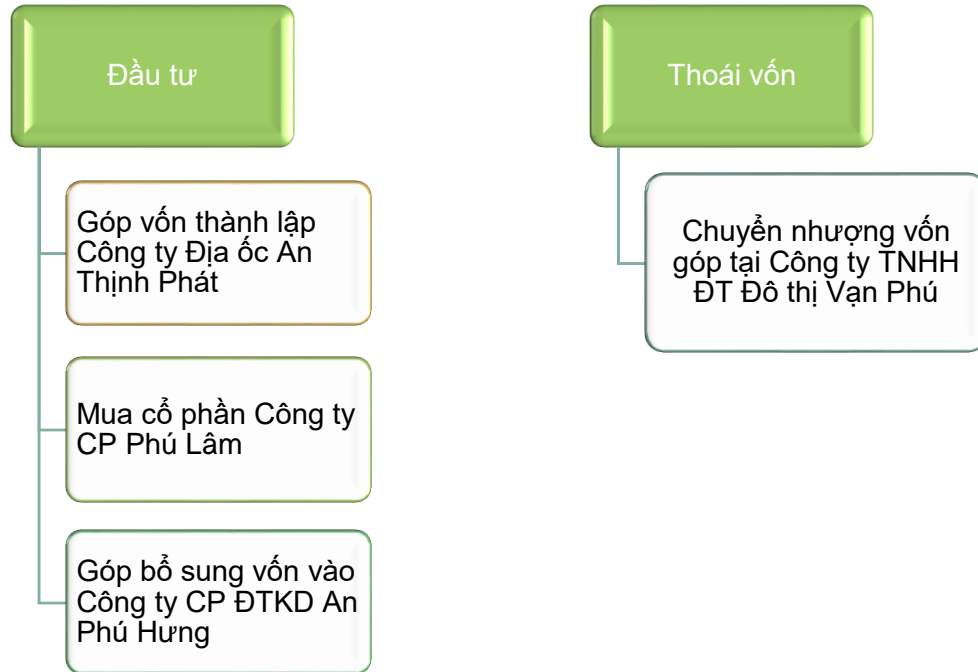 Đầu tư
Góp vốn thành lập
Công ty Địa ốc An
Thịnh Phát
Mua cổ phần Công ty
CP Phú Lâm
Góp bổ sung vốn vào
Công ty CP ĐTKD An
Phú Hưng
Thoái vốn
Chuyển nhượng vốn
góp tại Công ty TNHH
ĐT Đô thị Vạn Phú